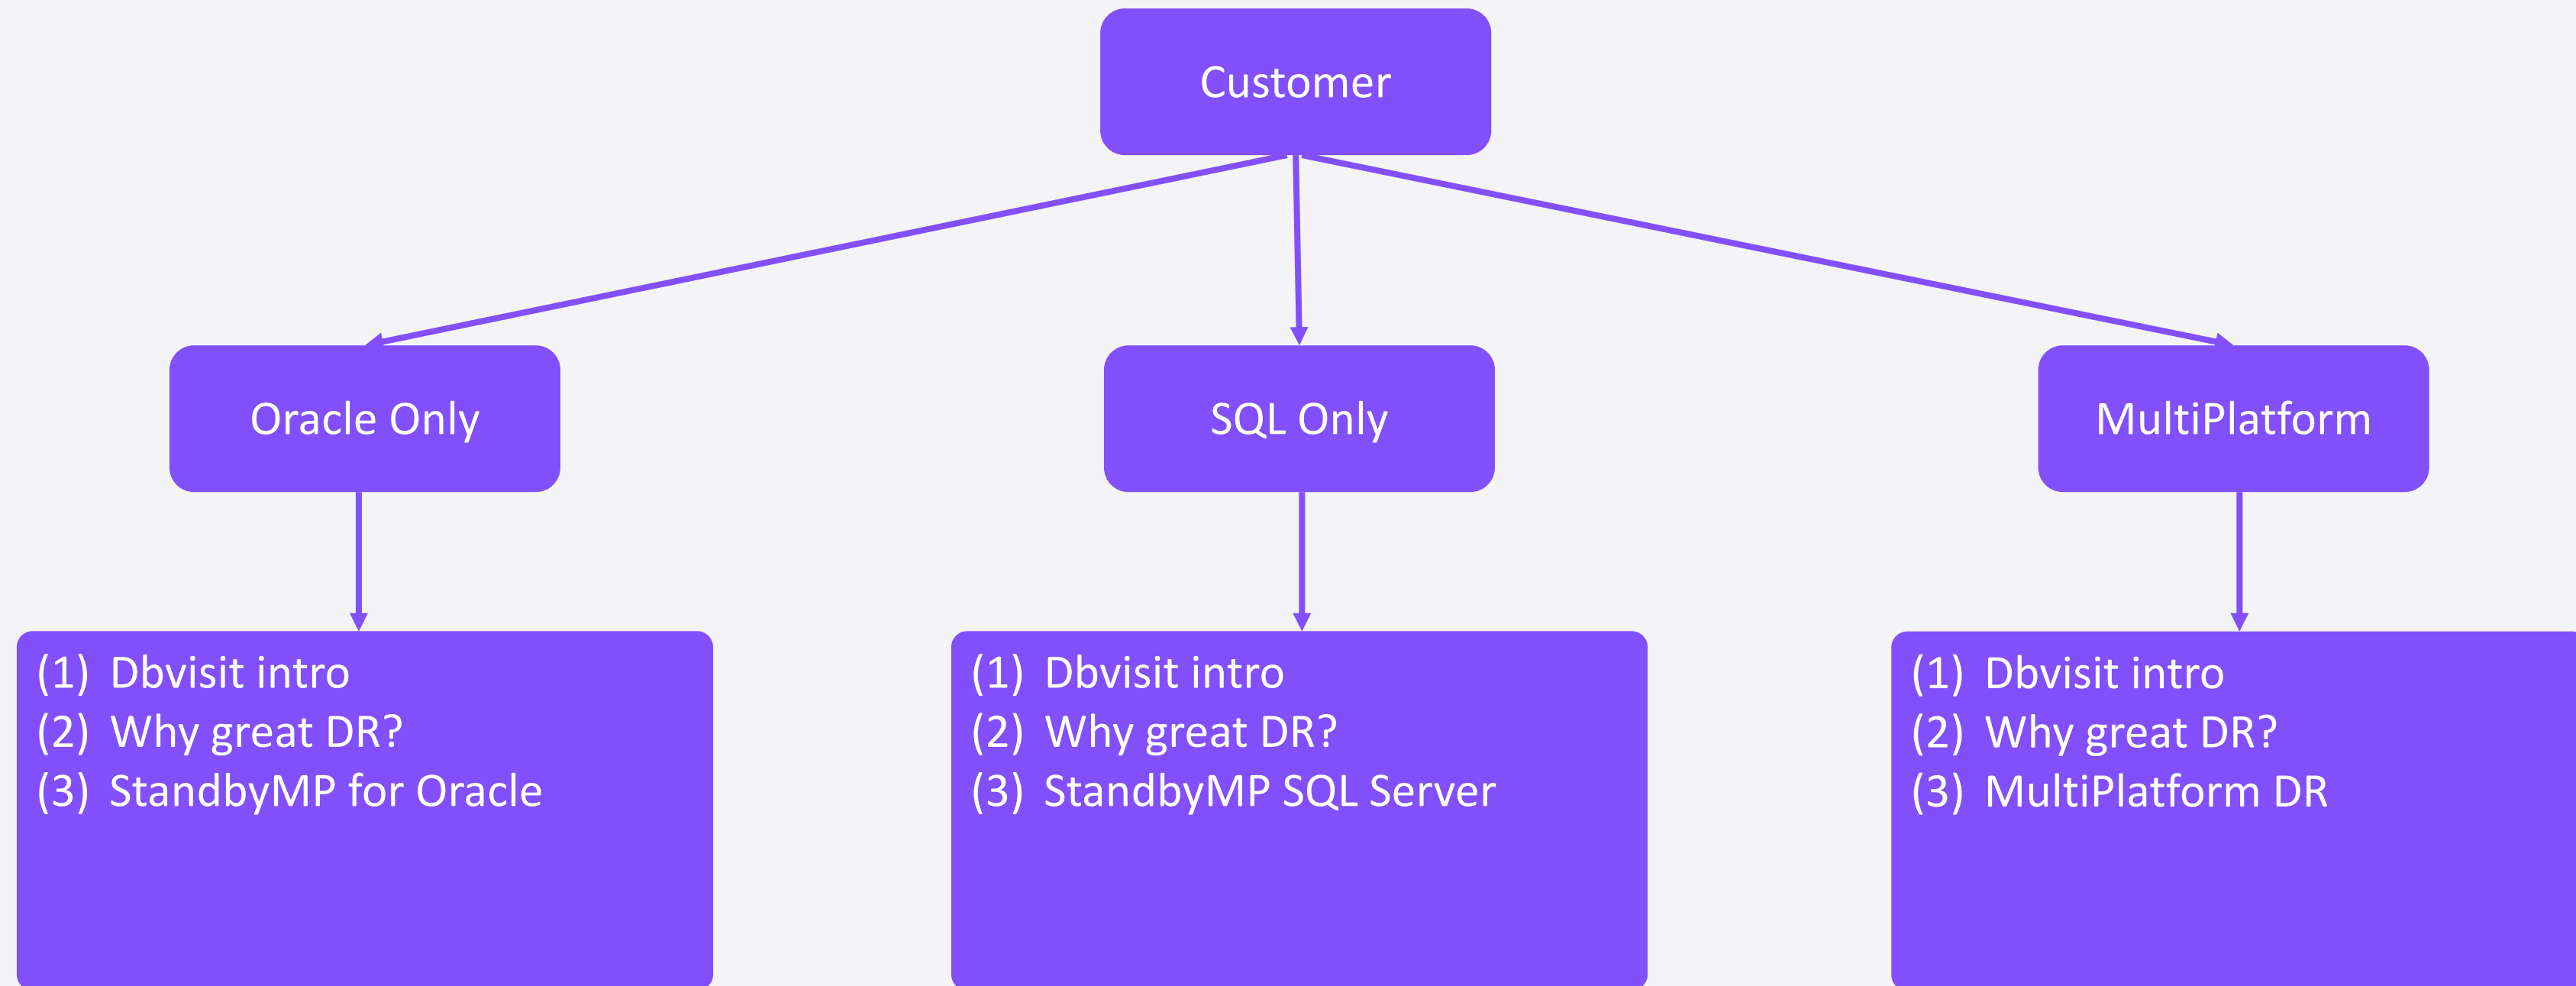 Customer
Oracle Only
SQL Only
MultiPlatform
(1) Dbvisit intro
(2) Why great DR?
(3) StandbyMP for Oracle
(1) Dbvisit intro
(2) Why great DR?
(3) StandbyMP SQL Server
(1) Dbvisit intro
(2) Why great DR?
(3) MultiPlatform DR